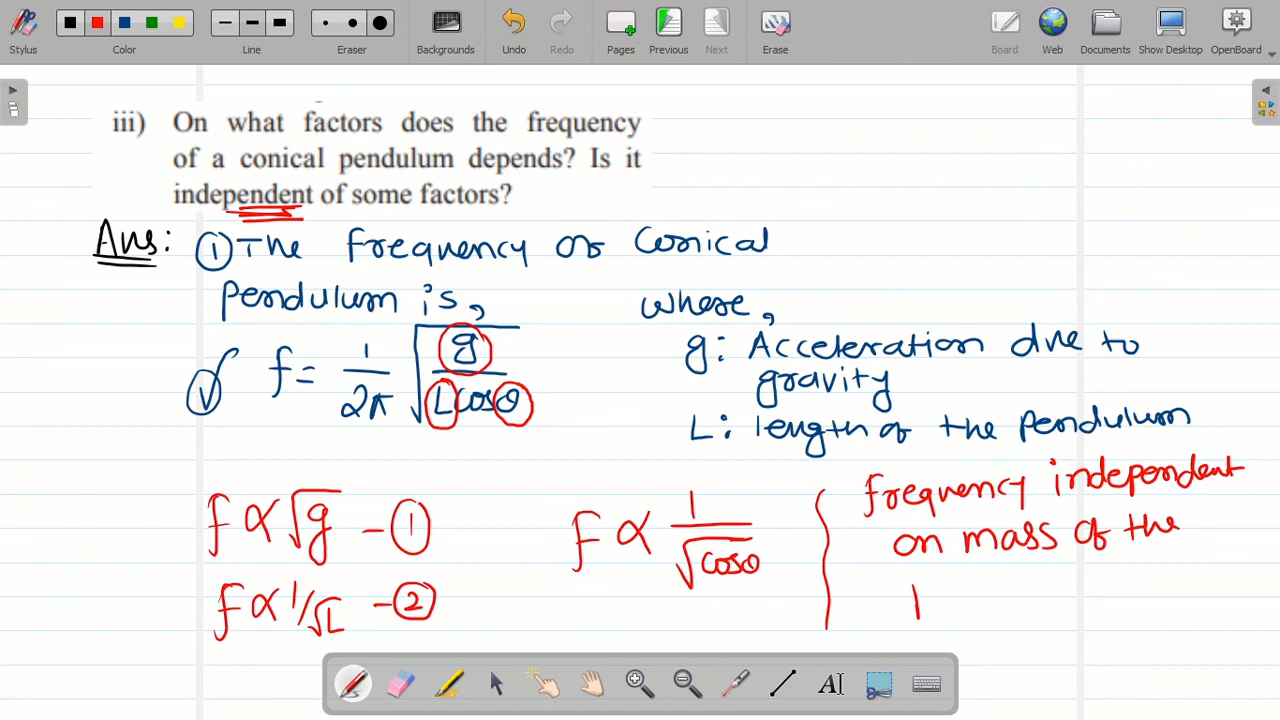 Stylus Color Line Eraser Backgrounds Undo Redo Pages Previous Next Erase Board Web Documents Show Desktop OpenBoard
iii) On what factors does the frequency
of a conical pendulum depends? Is it
independent of some factors?
Ans: ① The frequency of Conical
Pendulum is,
f = 1/2π √(g/Lcosθ)
where,
g: Acceleration due to
gravity
L: length of the pendulum
f ∝ √g - ①
f ∝ 1/√L - ②
f ∝ 1/√cosθ
frequency independent
on mass of the